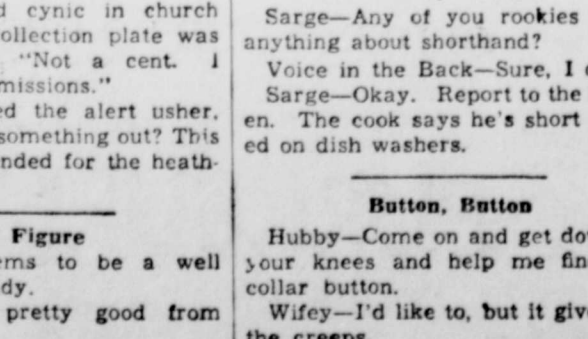 cynic in church
ollection plate was
"Not a cent. I
missions."
ed the alert usher.
something out? This
nded for the heath-
Figure
ems to be a well
dy.
pretty good from
Sarge—Any of you rookies
anything about shorthand?
Voice in the Back—Sure, I
Sarge—Okay. Report to the
en. The cook says he's short
ed on dish washers.
Button, Button
Hubby—Come on and get do
your knees and help me fin
collar button.
Wifey—I'd like to, but it giv
the creeps.